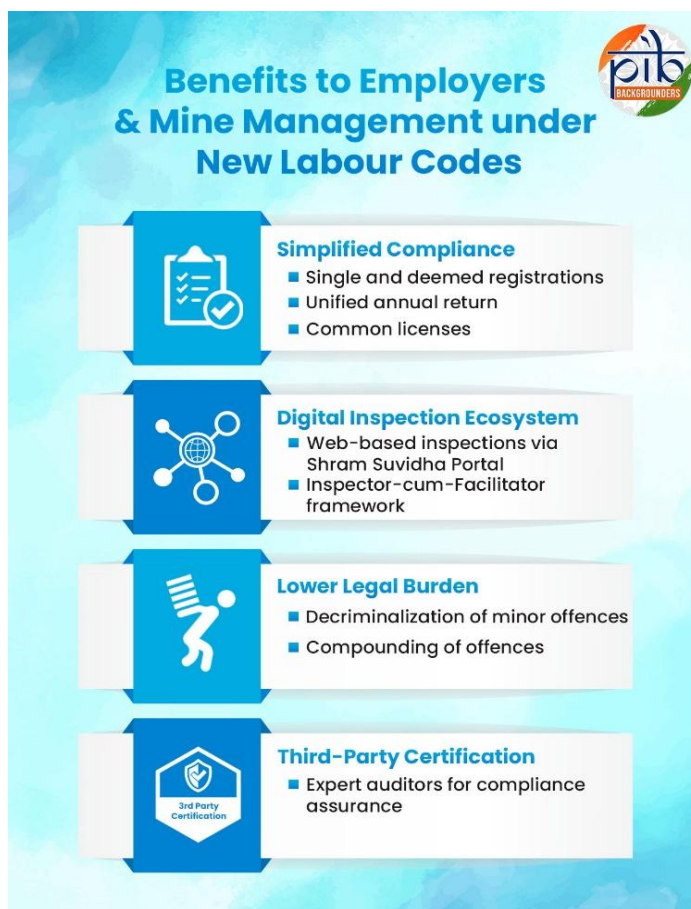 pib
BACKGROUNDERS
Benefits to Employers
& Mine Management under
New Labour Codes
Simplified Compliance
Single and deemed registrations
Unified annual return
Common licenses
Digital Inspection Ecosystem
Web-based inspections via
Shram Suvidha Portal
Inspector-cum-Facilitator
framework
Lower Legal Burden
Decriminalization of minor offences
Compounding of offences
3rd Party
Certification
Third-Party Certification
Expert auditors for compliance
assurance